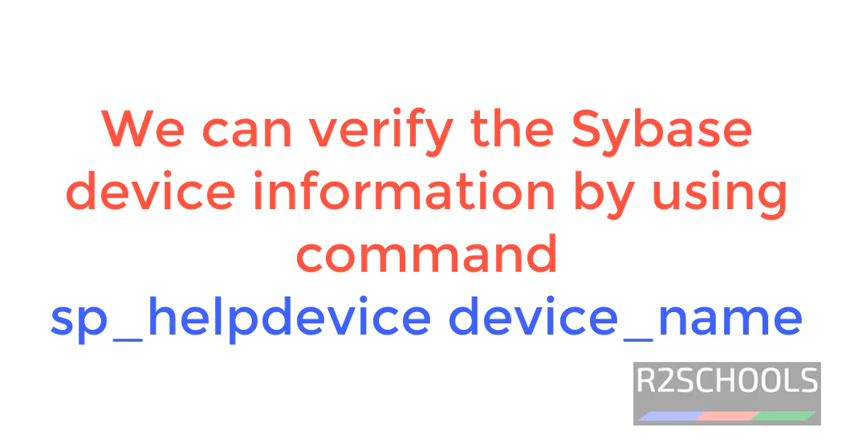 We can verify the Sybase
device information by using
command
sp_helpdevice device_name
R2SCHOOLS